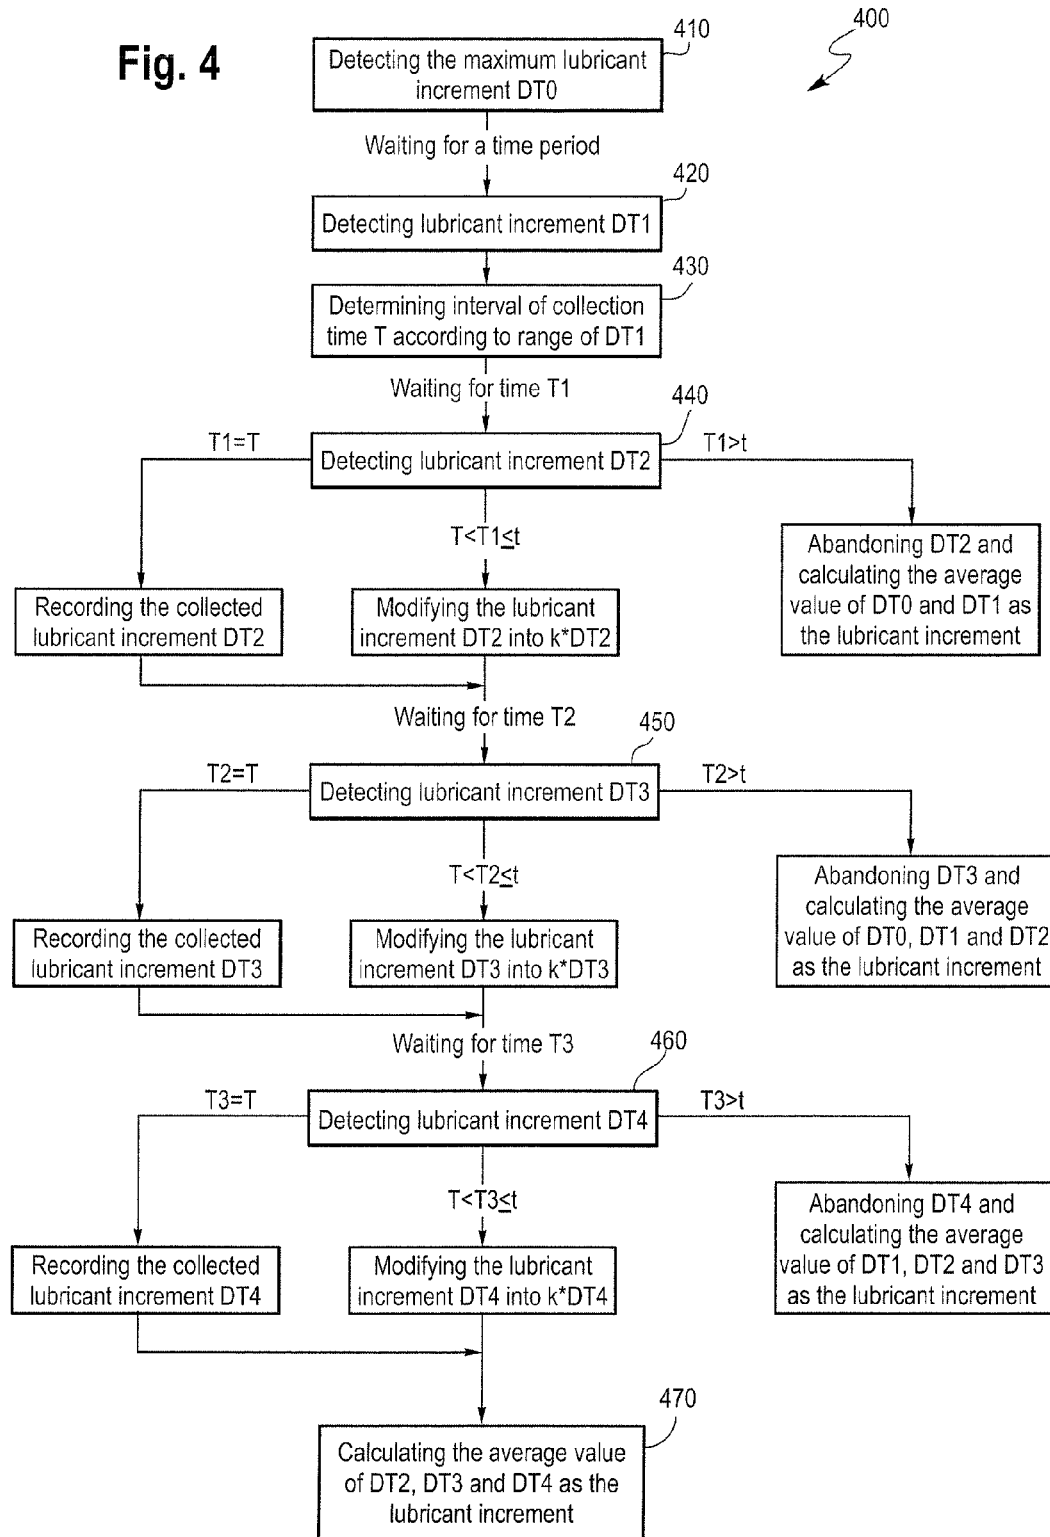 Fig. 4
400
410
Detecting the maximum lubricant
increment DT0
Waiting for a time period
420
Detecting lubricant increment DT1
430
Determining interval of collection
time T according to range of DT1
Waiting for time T1
440
T1=T
Detecting lubricant increment DT2
T1>t
T<T1≤t
Recording the collected
lubricant increment DT2
Modifying the lubricant
increment DT2 into k*DT2
Abandoning DT2 and
calculating the average
value of DT0 and DT1 as
the lubricant increment
Waiting for time T2
450
T2=T
Detecting lubricant increment DT3
T2>t
T<T2≤t
Recording the collected
lubricant increment DT3
Modifying the lubricant
increment DT3 into k*DT3
Abandoning DT3 and
calculating the average
value of DT0, DT1 and DT2
as the lubricant increment
Waiting for time T3
460
T3=T
Detecting lubricant increment DT4
T3>t
T<T3≤t
Recording the collected
lubricant increment DT4
Modifying the lubricant
increment DT4 into k*DT4
Abandoning DT4 and
calculating the average
value of DT1, DT2 and DT3
as the lubricant increment
470
Calculating the average value
of DT2, DT3 and DT4 as the
lubricant increment